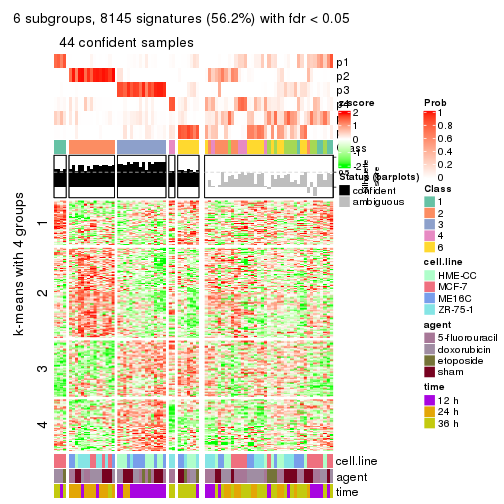 6 subgroups, 8145 signatures (56.2%) with fdr < 0.05
44 confident samples
p1
p2
p3
z-score
2
1
0
-1
-2
Status (barplots)
confident
ambiguous
Prob
1
0.8
0.6
0.4
0.2
0
Class
1
2
3
4
6
cell.line
HME-CC
MCF-7
ME16C
ZR-75-1
agent
5-fluorouracil
doxorubicin
etoposide
sham
time
12 h
24 h
36 h
k-means with 4 groups
1
2
3
4
cell.line
agent
time